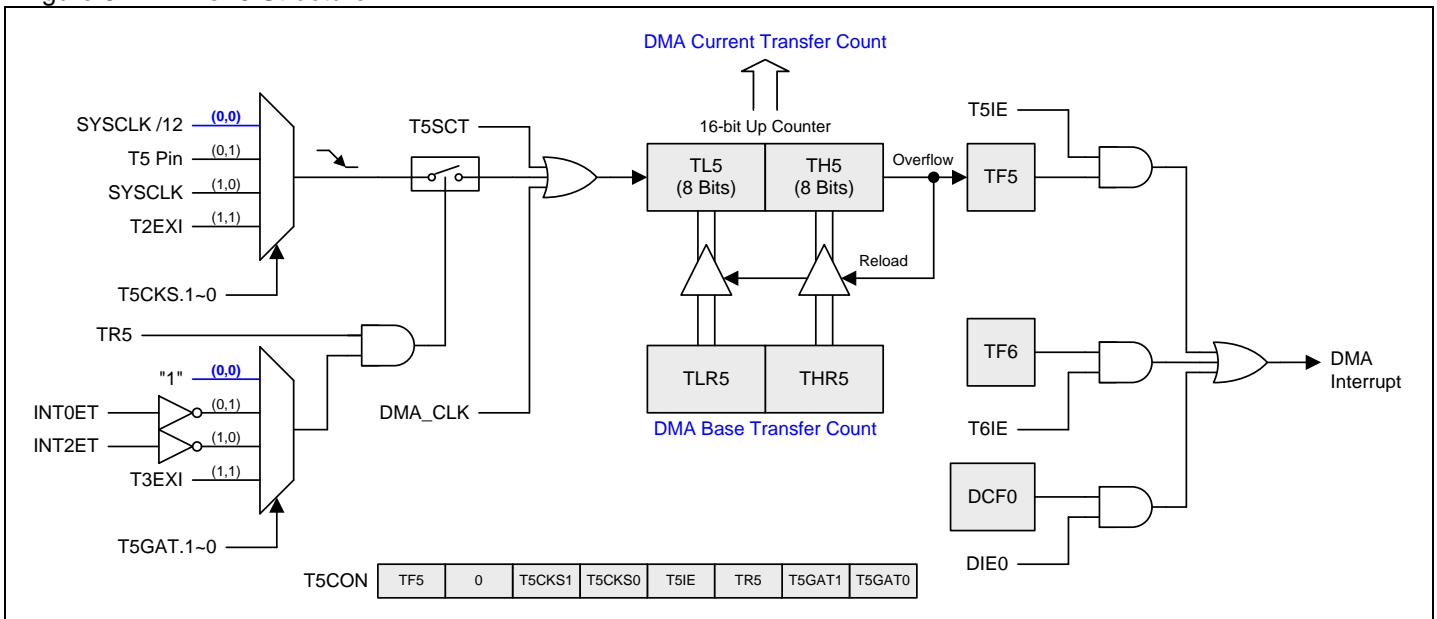 DMA Current Transfer Count
SYSCLK /12 (0,0)
T5 Pin (0,1)
SYSCLK (1,0)
T2EXI (1,1)
T5CKS.1~0
T5SCT
16-bit Up Counter
TL5
(8 Bits)
TH5
(8 Bits)
Overflow
TF5
T5IE
Reload
TR5
"1" (0,0)
INT0ET (0,1)
INT2ET (1,0)
T3EXI (1,1)
T5GAT.1~0
DMA_CLK
TLR5
THR5
DMA Base Transfer Count
TF6
T6IE
DMA
Interrupt
DCF0
DIE0
T5CON TF5 0 T5CKS1 T5CKS0 T5IE TR5 T5GAT1 T5GAT0